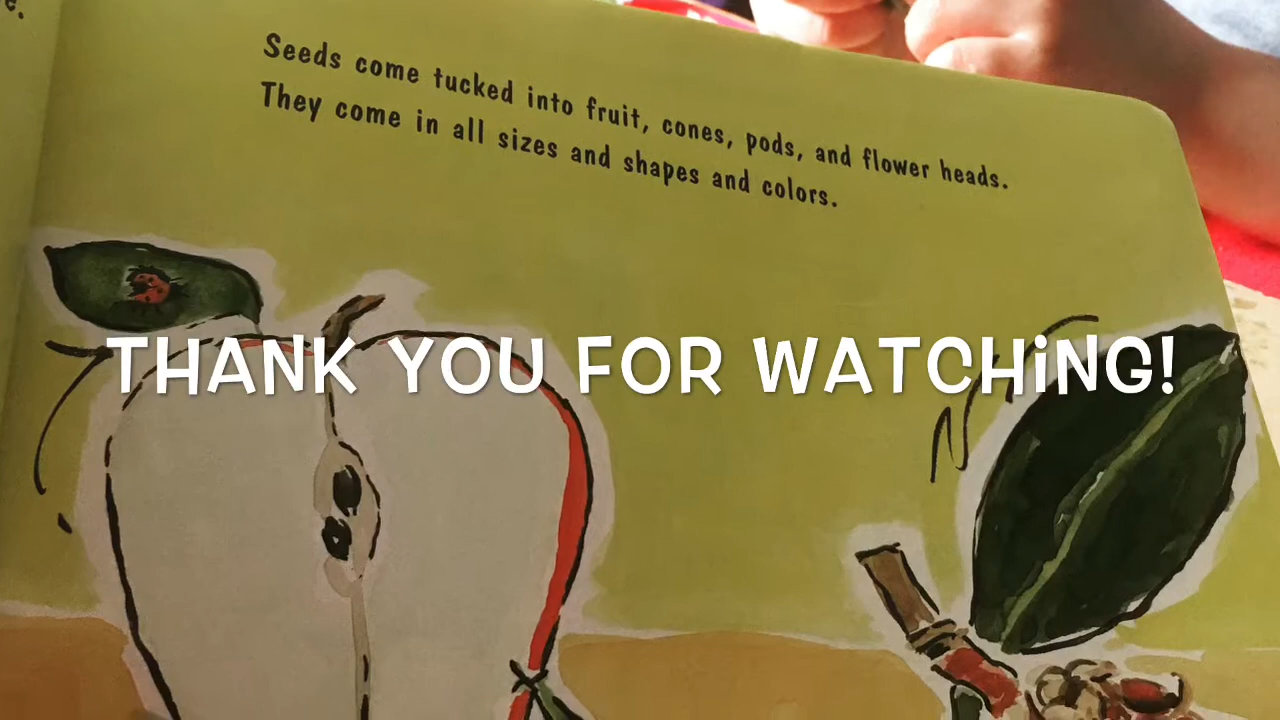 Seeds come tucked into fruit, cones, pods, and flower heads.
They come in all sizes and shapes and colors.
THANK YOU FOR WATCHiNG!